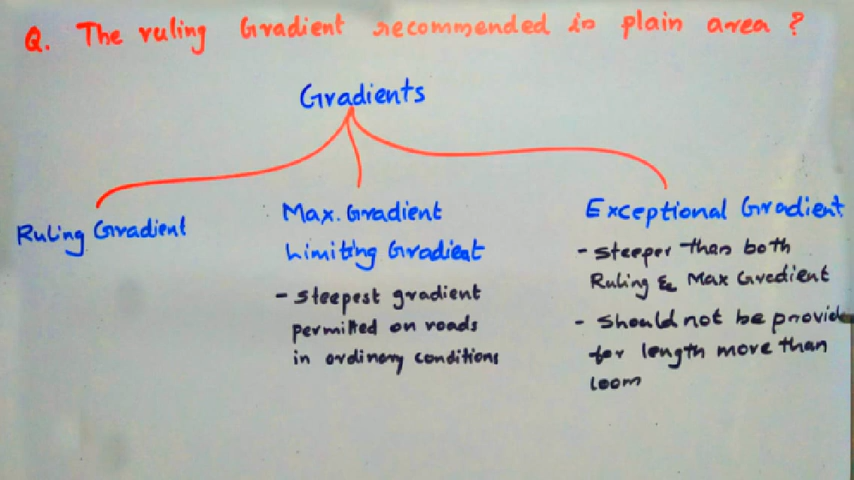 Q. The ruling Gradient recommended in plain area ?
Gradients
Ruling Gradient
Max. Gradient
Limiting Gradient
- steepest gradient
permitted on roads
in ordinary conditions
Exceptional Gradient
- steeper than both
Ruling & Max Gradient
- should not be provide
for length more than
100m